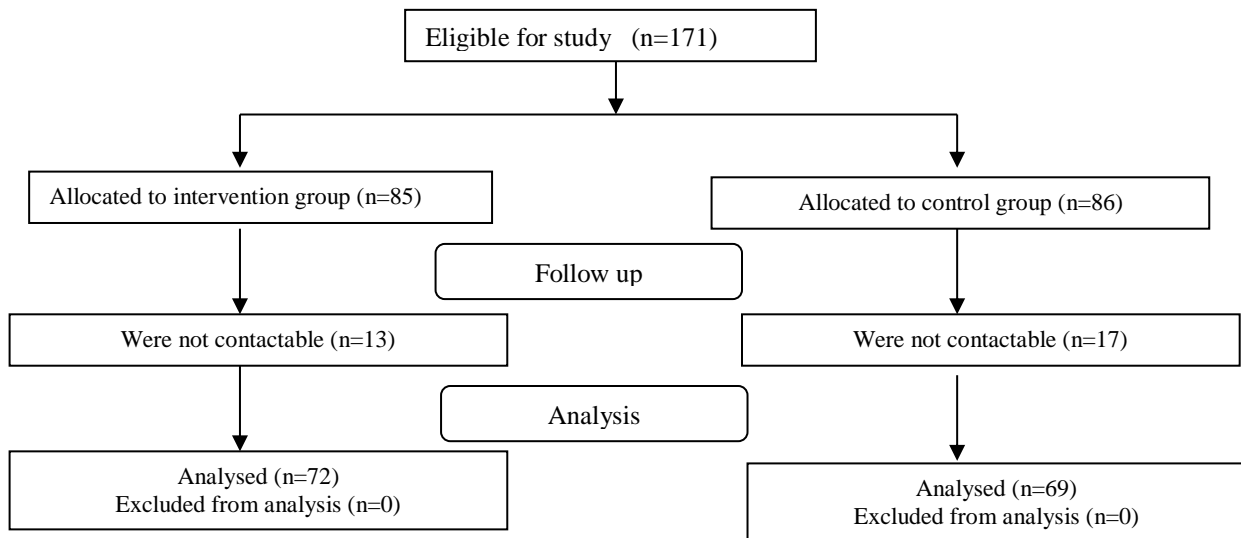 Eligible for study (n=171)
Allocated to intervention group (n=85)
Allocated to control group (n=86)
Follow up
Were not contactable (n=13)
Were not contactable (n=17)
Analysis
Analysed (n=72)
Excluded from analysis (n=0)
Analysed (n=69)
Excluded from analysis (n=0)